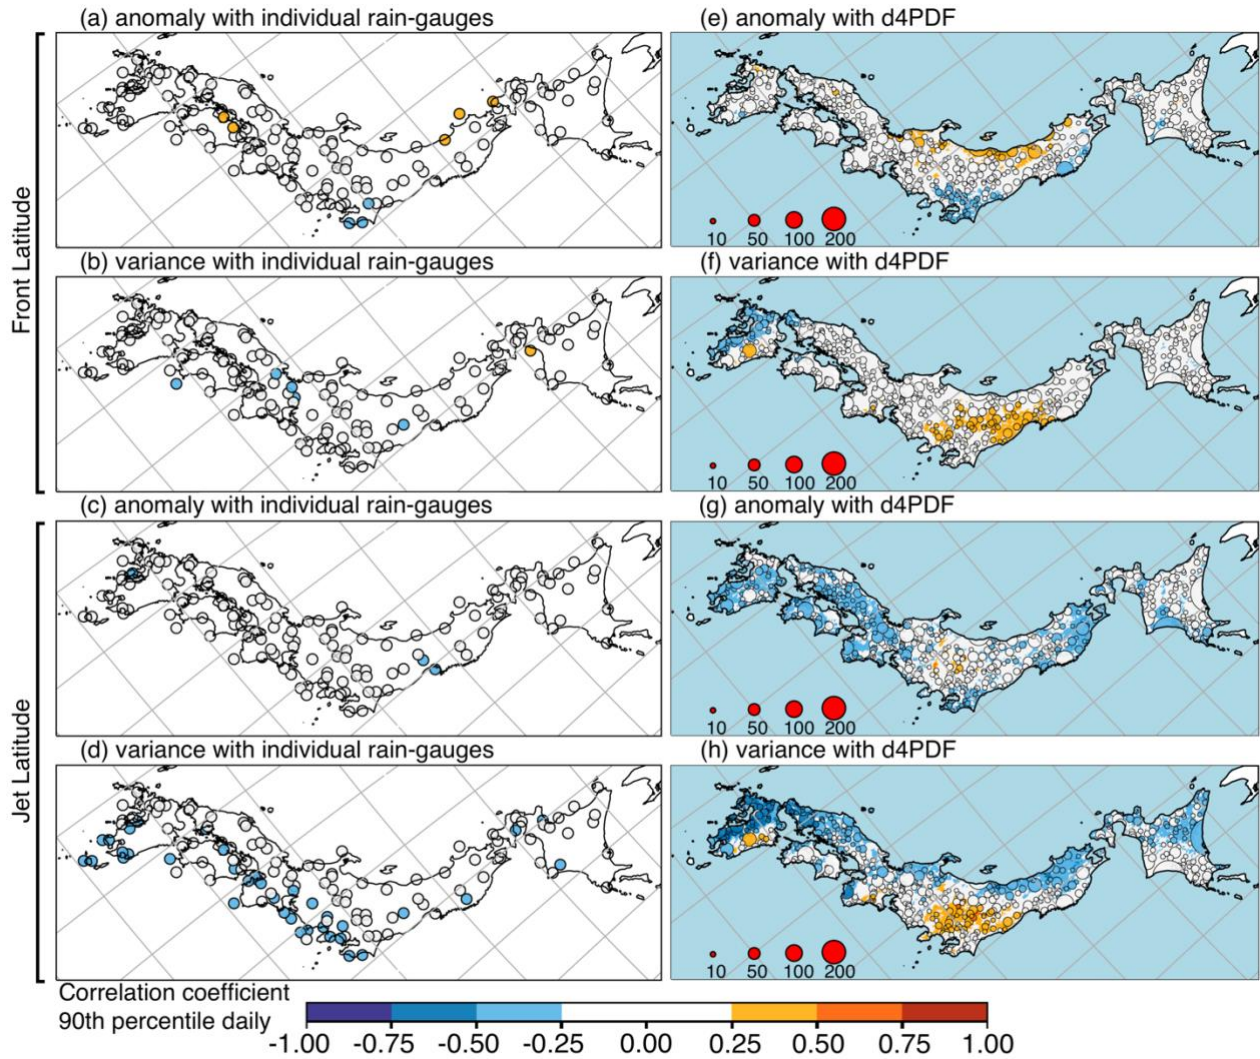 (a) anomaly with individual rain-gauges
(e) anomaly with d4PDF
10 50 100 200
Front Latitude
(b) variance with individual rain-gauges
(f) variance with d4PDF
10 50 100 200
(c) anomaly with individual rain-gauges
(g) anomaly with d4PDF
10 50 100 200
Jet Latitude
(d) variance with individual rain-gauges
(h) variance with d4PDF
10 50 100 200
Correlation coefficient
90th percentile daily
-1.00 -0.75 -0.50 -0.25 0.00 0.25 0.50 0.75 1.00